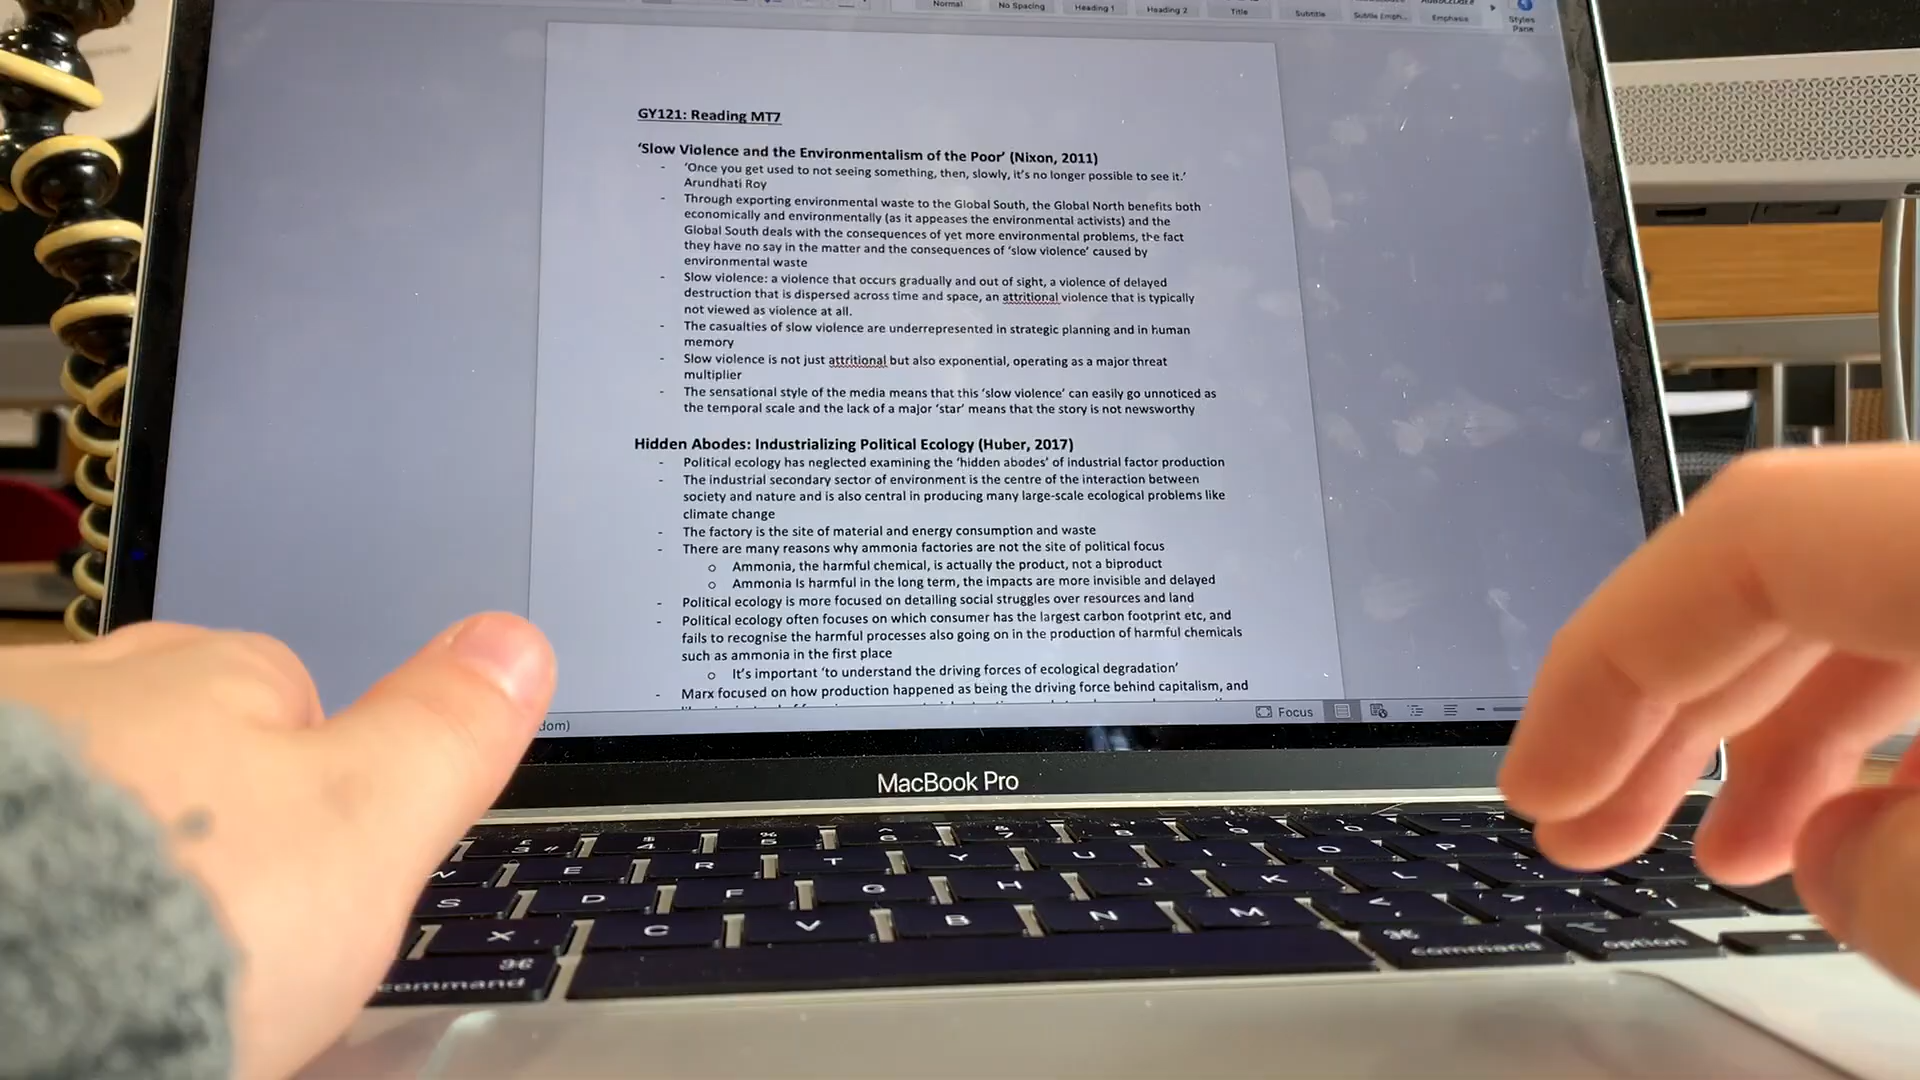 Normal No Spacing Heading 1 Heading 2 Title Subtitle Subtle Emph... Emphasis Styles
Pane
GY121: Reading MT7
‘Slow Violence and the Environmentalism of the Poor’ (Nixon, 2011)
- ‘Once you get used to not seeing something, then, slowly, it’s no longer possible to see it.’
Arundhati Roy
- Through exporting environmental waste to the Global South, the Global North benefits both
economically and environmentally (as it appeases the environmental activists) and the
Global South deals with the consequences of yet more environmental problems, the fact
they have no say in the matter and the consequences of ‘slow violence’ caused by
environmental waste
- Slow violence: a violence that occurs gradually and out of sight, a violence of delayed
destruction that is dispersed across time and space, an attritional violence that is typically
not viewed as violence at all.
- The casualties of slow violence are underrepresented in strategic planning and in human
memory
- Slow violence is not just attritional but also exponential, operating as a major threat
multiplier
- The sensational style of the media means that this ‘slow violence’ can easily go unnoticed as
the temporal scale and the lack of a major ‘star’ means that the story is not newsworthy
Hidden Abodes: Industrializing Political Ecology (Huber, 2017)
- Political ecology has neglected examining the ‘hidden abodes’ of industrial factor production
- The industrial secondary sector of environment is the centre of the interaction between
society and nature and is also central in producing many large-scale ecological problems like
climate change
- The factory is the site of material and energy consumption and waste
- There are many reasons why ammonia factories are not the site of political focus
o Ammonia, the harmful chemical, is actually the product, not a biproduct
o Ammonia Is harmful in the long term, the impacts are more invisible and delayed
- Political ecology is more focused on detailing social struggles over resources and land
- Political ecology often focuses on which consumer has the largest carbon footprint etc, and
fails to recognise the harmful processes also going on in the production of harmful chemicals
such as ammonia in the first place
o It’s important ‘to understand the driving forces of ecological degradation’
- Marx focused on how production happened as being the driving force behind capitalism, and
dom) Focus
MacBook Pro
3 4 5 6 7 8 9 0
W E R T Y U I O P
S D F G H J K L
X C V B N M < >
command command option